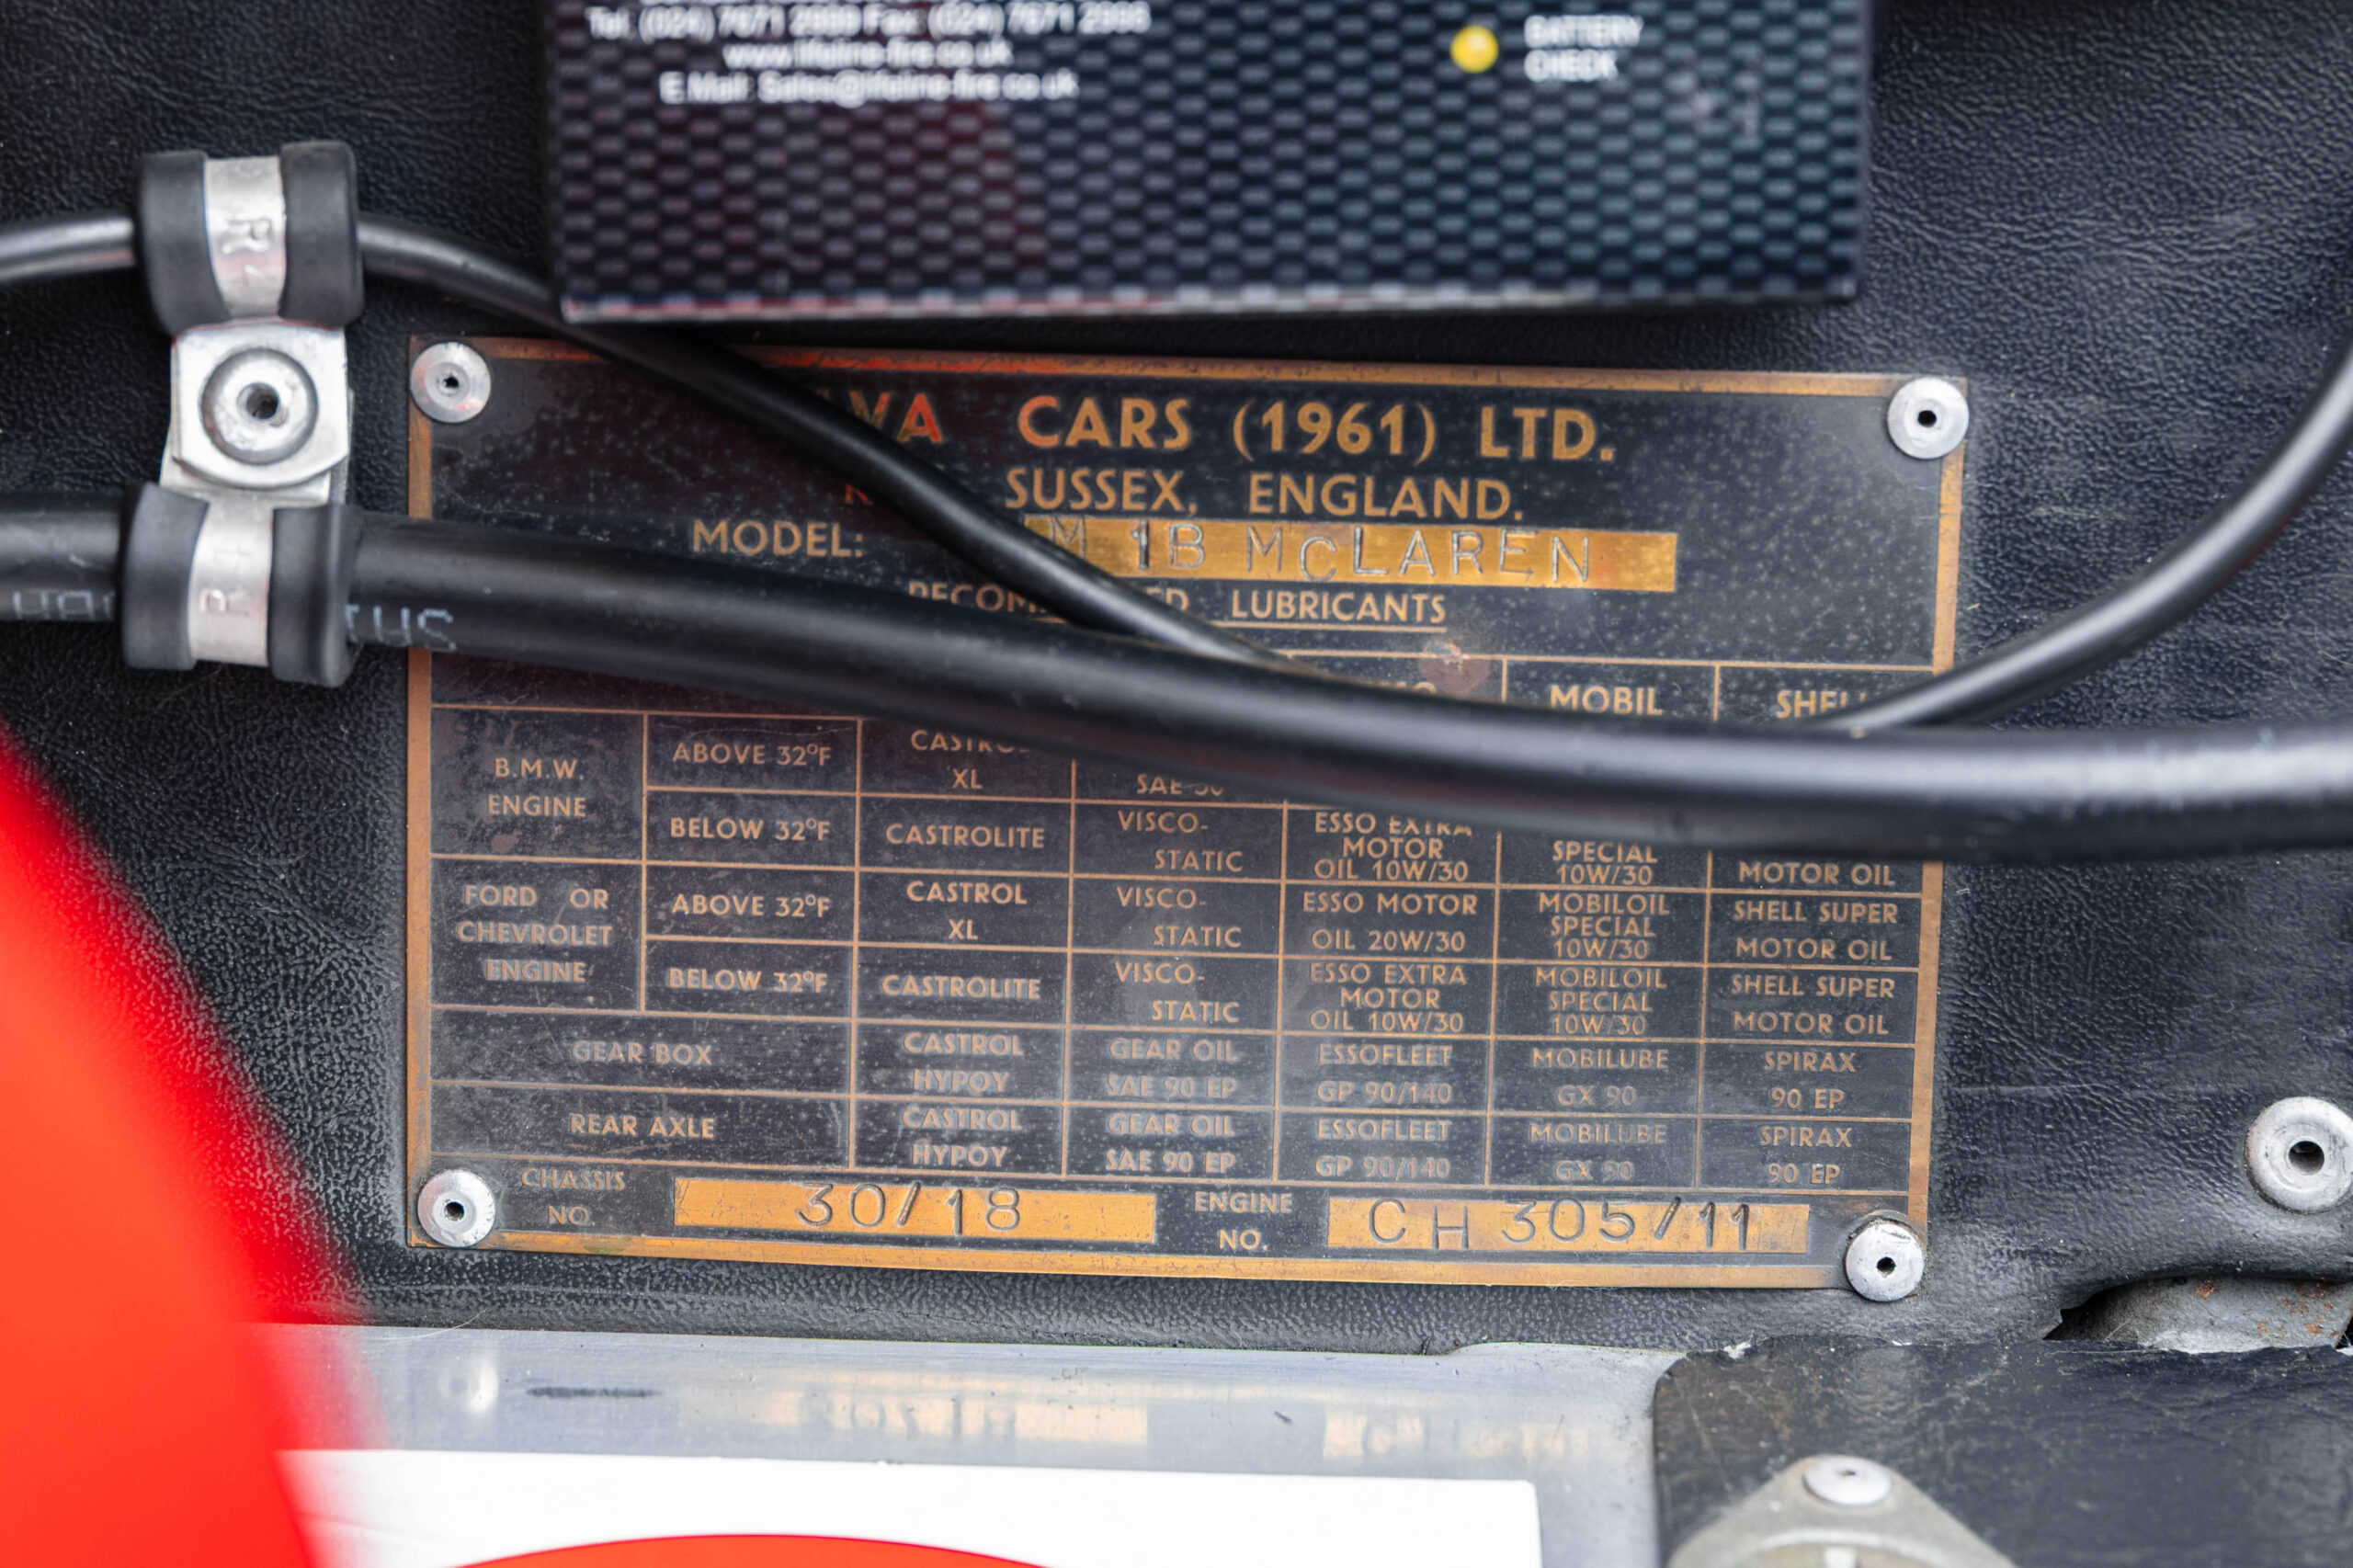 Tel. (024) 7671 2999 Fax: (024) 7671 2998
www.lifeline-fire.co.uk
E.Mail: Sales@lifeline-fire.co.uk
BATTERY
CHECK
VA CARS (1961) LTD.
SUSSEX, ENGLAND.
MODEL: M 1B McLAREN
RECOM ED LUBRICANTS
MOBIL SHELL
B.M.W. ENGINE
ABOVE 32°F CASTROL XL SAE 30
BELOW 32°F CASTROLITE VISCO-STATIC ESSO EXTRA MOTOR OIL 10W/30 SPECIAL 10W/30 MOTOR OIL
FORD OR CHEVROLET ENGINE
ABOVE 32°F CASTROL XL VISCO-STATIC ESSO MOTOR OIL 20W/30 MOBILOIL SPECIAL 10W/30 SHELL SUPER MOTOR OIL
BELOW 32°F CASTROLITE VISCO-STATIC ESSO EXTRA MOTOR OIL 10W/30 MOBILOIL SPECIAL 10W/30 SHELL SUPER MOTOR OIL
GEAR BOX CASTROL HYPOY GEAR OIL SAE 90 EP ESSOFLEET GP 90/140 MOBILUBE GX 90 SPIRAX 90 EP
REAR AXLE CASTROL HYPOY GEAR OIL SAE 90 EP ESSOFLEET GP 90/140 MOBILUBE GX 90 SPIRAX 90 EP
CHASSIS NO. 30/18 ENGINE NO. CH 305/11